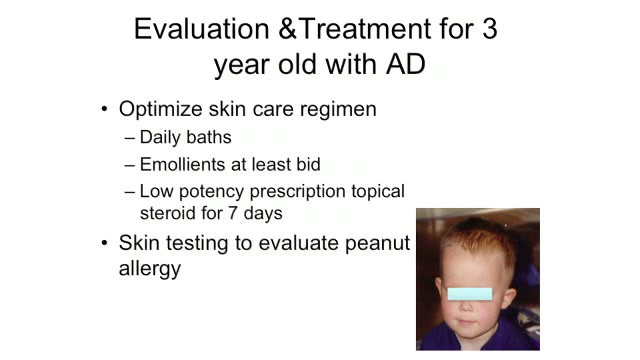 Evaluation &Treatment for 3
year old with AD
• Optimize skin care regimen
– Daily baths
– Emollients at least bid
– Low potency prescription topical
steroid for 7 days
• Skin testing to evaluate peanut
allergy